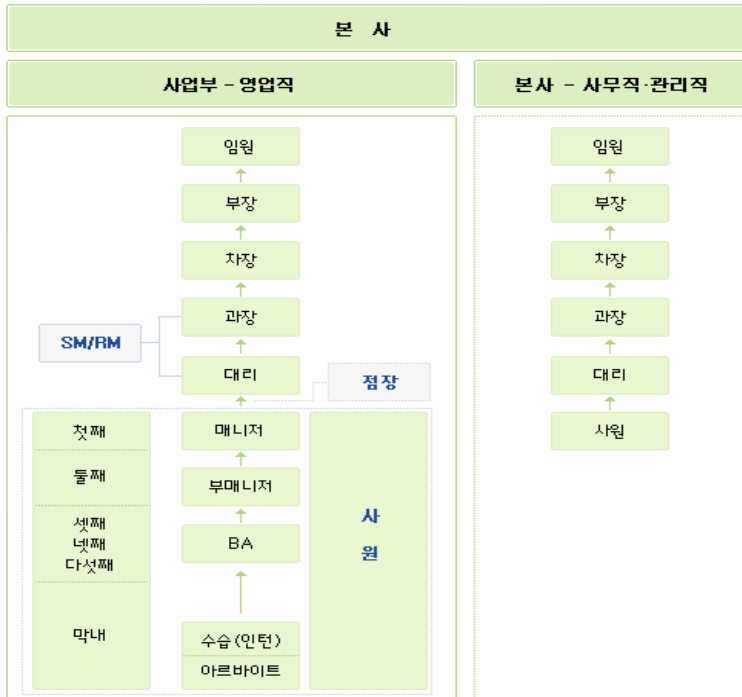 본 사
사업부 - 영업직
본사 - 사무직·관리직
임원
부장
차장
과장
SM/RM
대리
점장
첫째
매니저
둘째
부매니저
셋째
넷째
다섯째
BA
사
원
막내
수습(인턴)
아르바이트
임원
부장
차장
과장
대리
사원